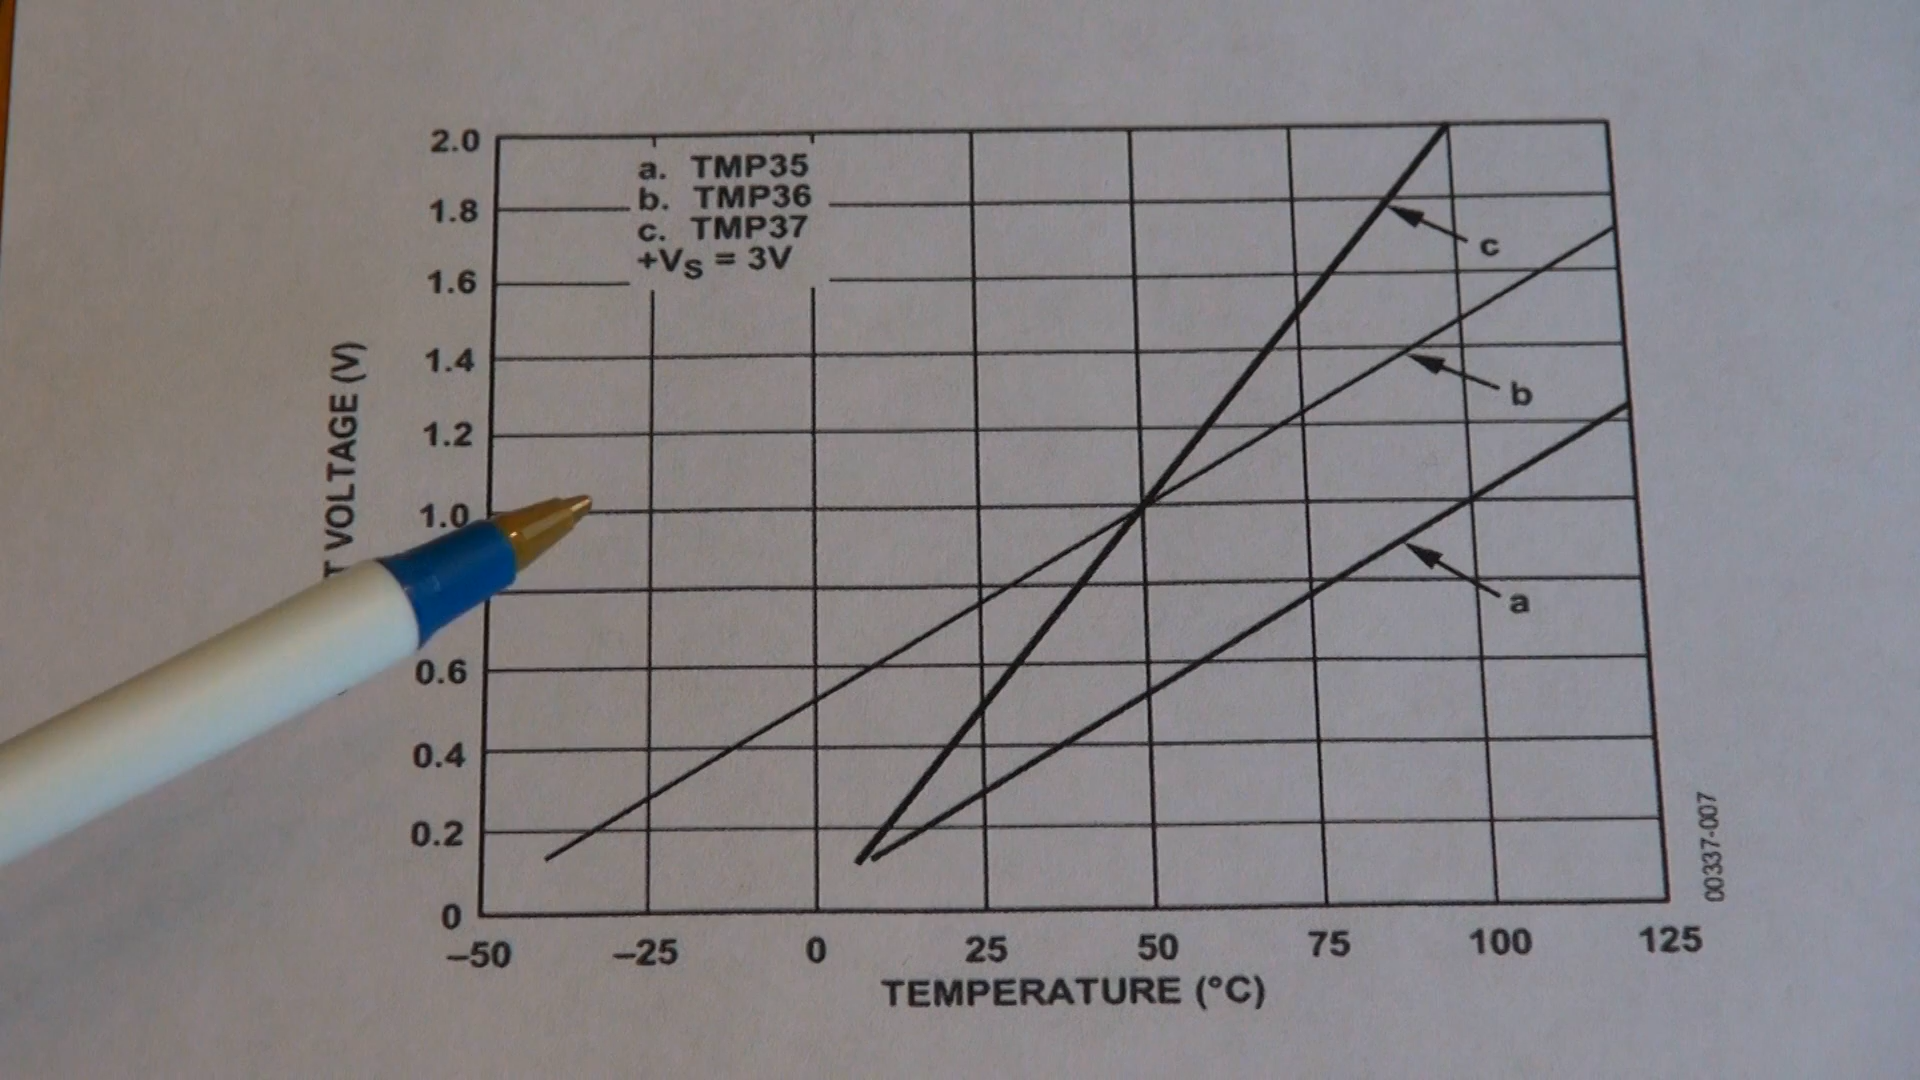 2.0
1.8
1.6
1.4
1.2
1.0
0.6
0.4
0.2
0
a. TMP35
b. TMP36
c. TMP37
+VS = 3V
VOLTAGE (V)
c
b
a
–50 –25 0 25 50 75 100 125
TEMPERATURE (°C)
00337-007